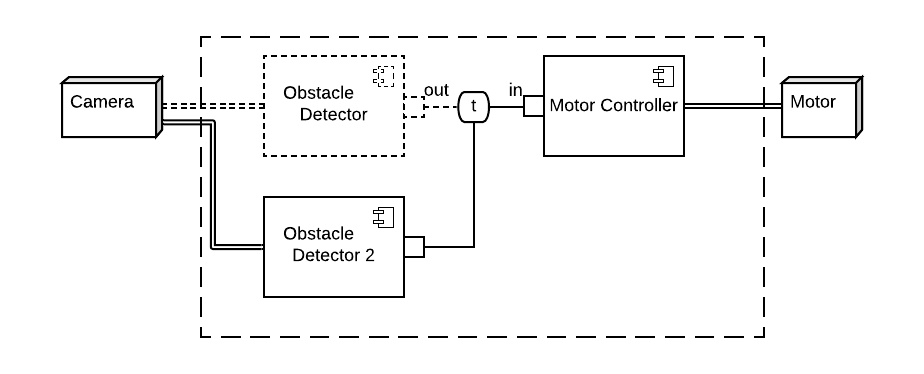 Camera
Obstacle
Detector
out
t
in
Motor Controller
Motor
Obstacle
Detector 2